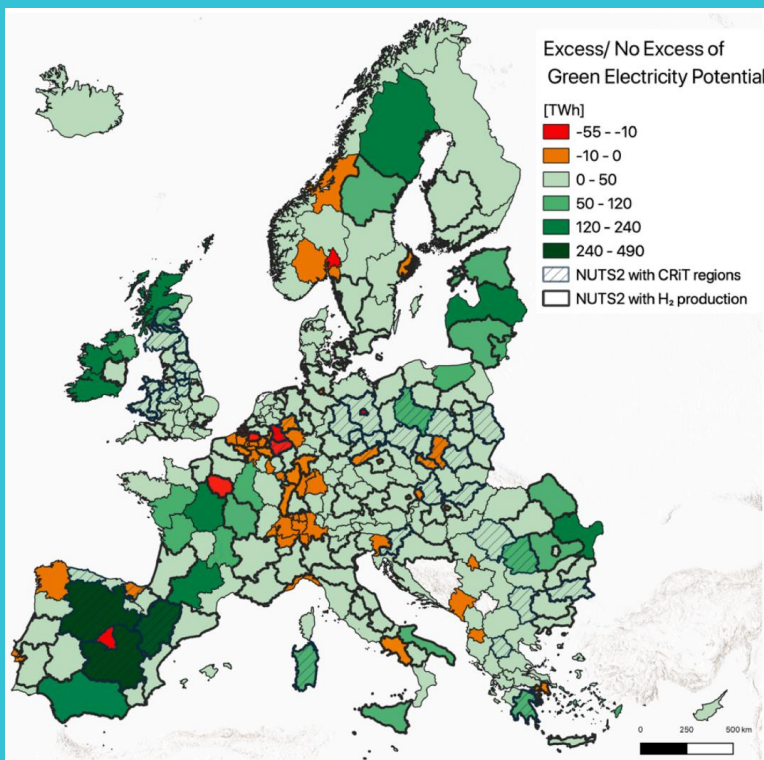 Excess/ No Excess of
Green Electricity Potential
[TWh]
-55 - -10
-10 - 0
0 - 50
50 - 120
120 - 240
240 - 490
NUTS2 with CRiT regions
NUTS2 with H₂ production
0 250 500 km